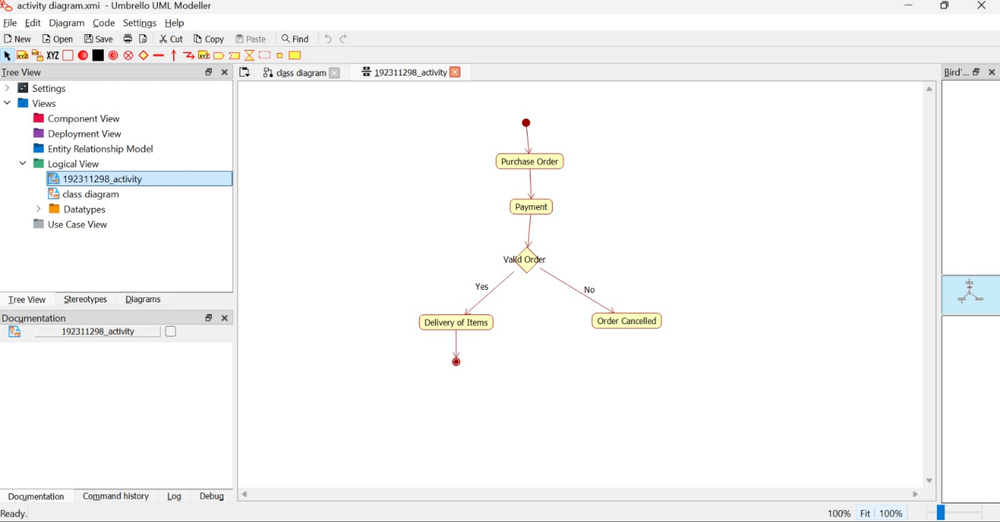 activity diagram.xmi - Umbrello UML Modeller
File Edit Diagram Code Settings Help
New Open Save Cut Copy Paste Find
XYZ
Tree View
class diagram
192311298_activity
Bird'...
Settings
Views
Component View
Deployment View
Entity Relationship Model
Logical View
192311298_activity
class diagram
Datatypes
Use Case View
Tree View Stereotypes Diagrams
Documentation
192311298_activity
Purchase Order
Payment
Valid Order
Yes
No
Delivery of Items
Order Cancelled
Documentation Command history Log Debug
Ready.
100% Fit 100%